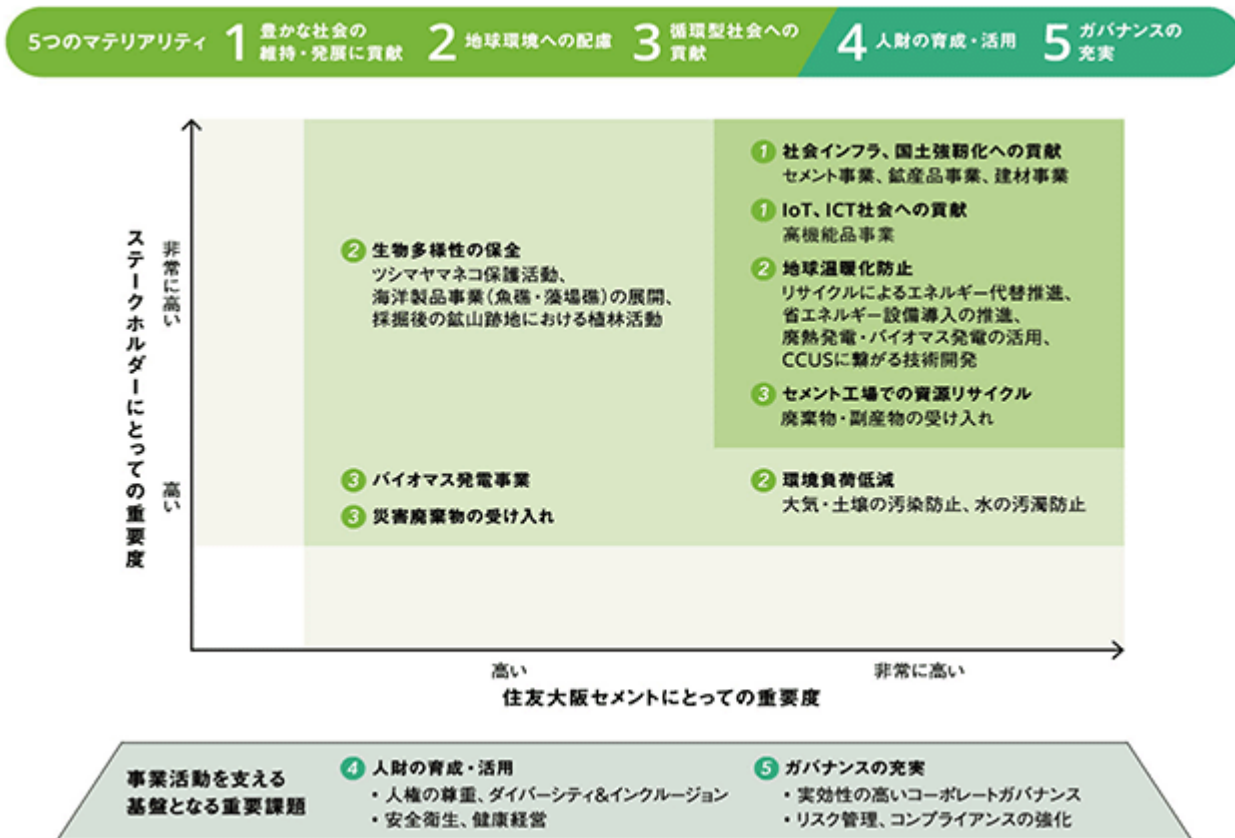 5つのマテリアリティ
1 豊かな社会の
維持・発展に貢献
2 地球環境への配慮
3 循環型社会への
貢献
4 人財の育成・活用
5 ガバナンスの
充実
ステークホルダーにとっての重要度
非常に高い
高い
1 社会インフラ、国土強靭化への貢献
セメント事業、鉱産品事業、建材事業
1 IoT、ICT社会への貢献
高機能品事業
2 生物多様性の保全
ツシマヤマネコ保護活動、
海洋製品事業(魚礁・藻場礁)の展開、
採掘後の鉱山跡地における植林活動
2 地球温暖化防止
リサイクルによるエネルギー代替推進、
省エネルギー設備導入の推進、
廃熱発電・バイオマス発電の活用、
CCUSに繋がる技術開発
3 セメント工場での資源リサイクル
廃棄物・副産物の受け入れ
3 バイオマス発電事業
3 災害廃棄物の受け入れ
2 環境負荷低減
大気・土壌の汚染防止、水の汚濁防止
高い
非常に高い
住友大阪セメントにとっての重要度
事業活動を支える
基盤となる重要課題
4 人財の育成・活用
・人権の尊重、ダイバーシティ&インクルージョン
・安全衛生、健康経営
5 ガバナンスの充実
・実効性の高いコーポレートガバナンス
・リスク管理、コンプライアンスの強化